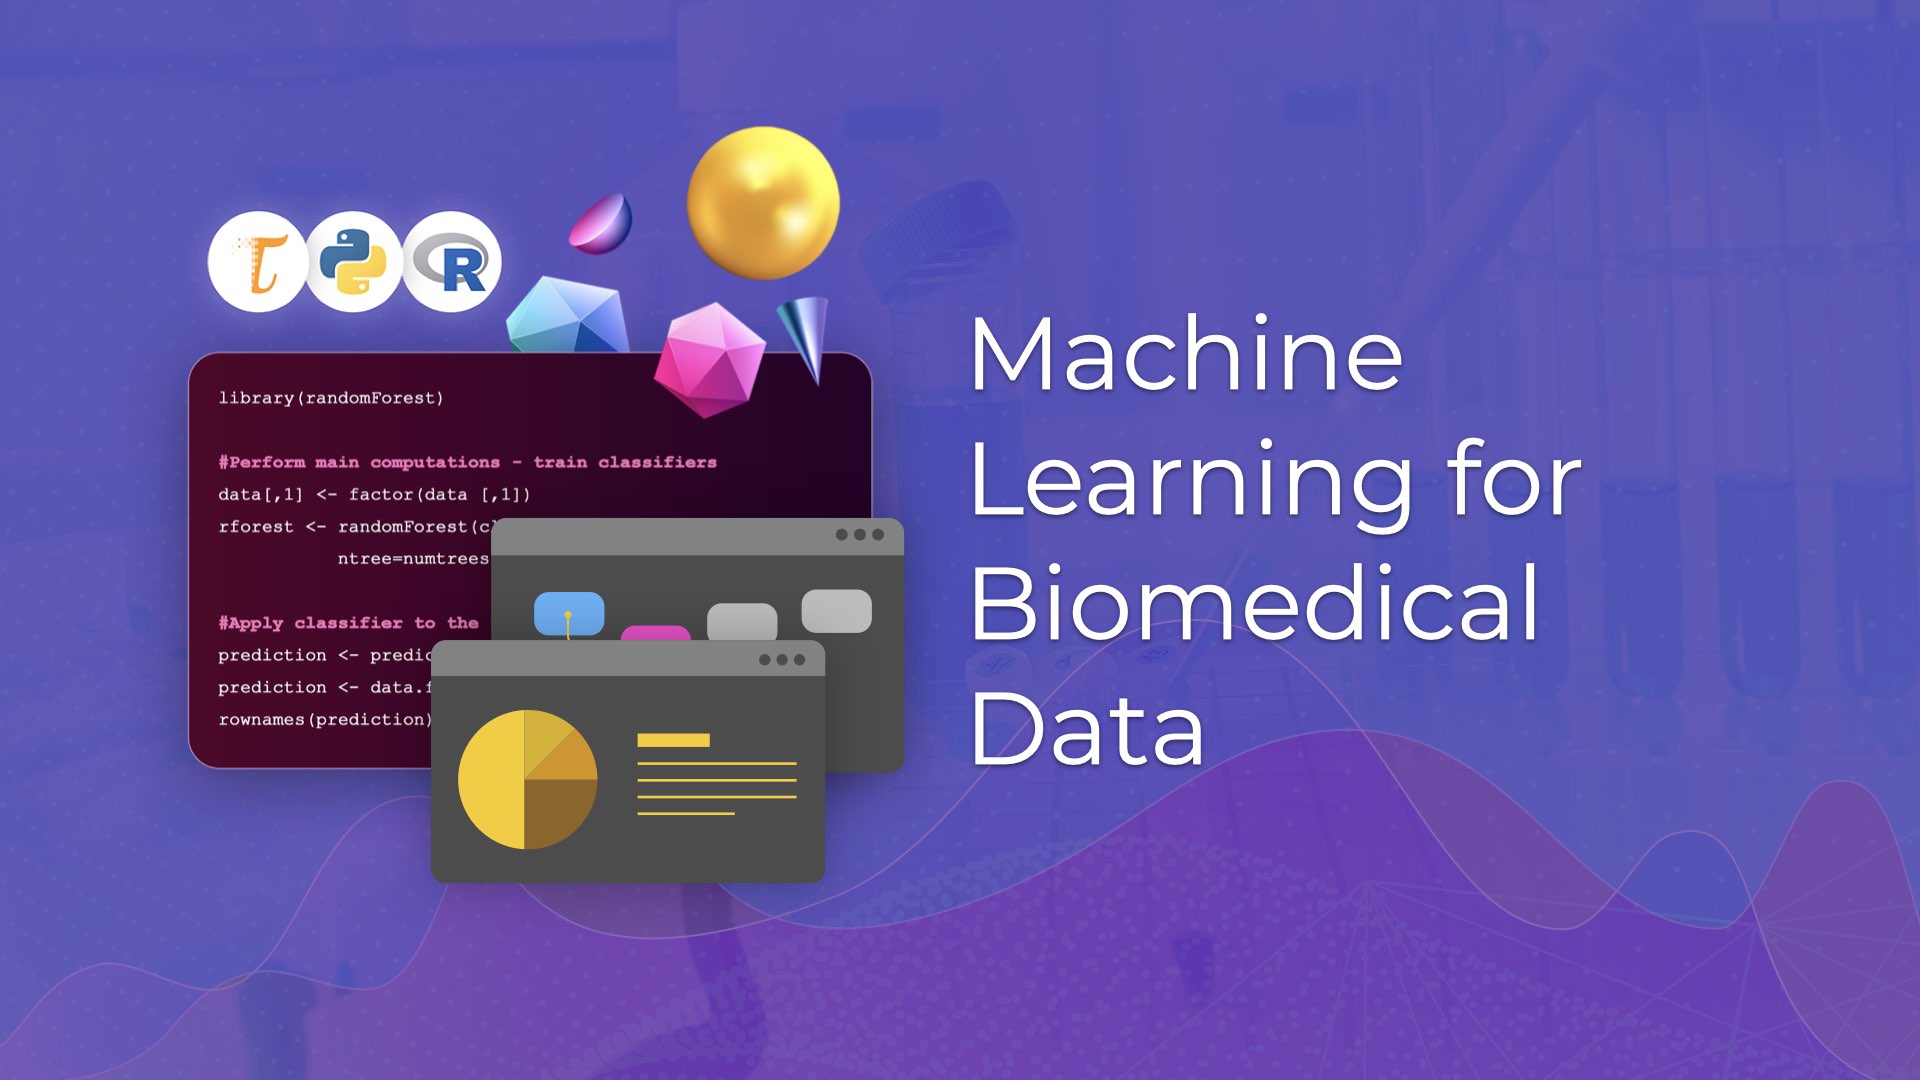 R
library(randomForest)
#Perform main computations - train classifiers
data[,1] <- factor(data [,1])
rforest <- randomForest(cl
ntree=numtrees
#Apply classifier to the
prediction <- predic
prediction <- data.f
rownames(prediction)
Machine
Learning for
Biomedical
Data